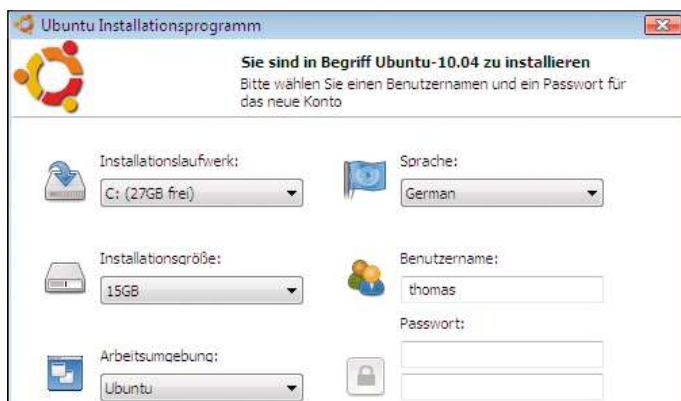 Ubuntu Installationsprogramm
Sie sind in Begriff Ubuntu-10.04 zu installieren
Bitte wählen Sie einen Benutzernamen und ein Passwort für
das neue Konto
Installationslaufwerk:
C: (27GB frei)
Sprache:
German
Installationsgröße:
15GB
Benutzername:
thomas
Passwort:
Arbeitsumgebung:
Ubuntu